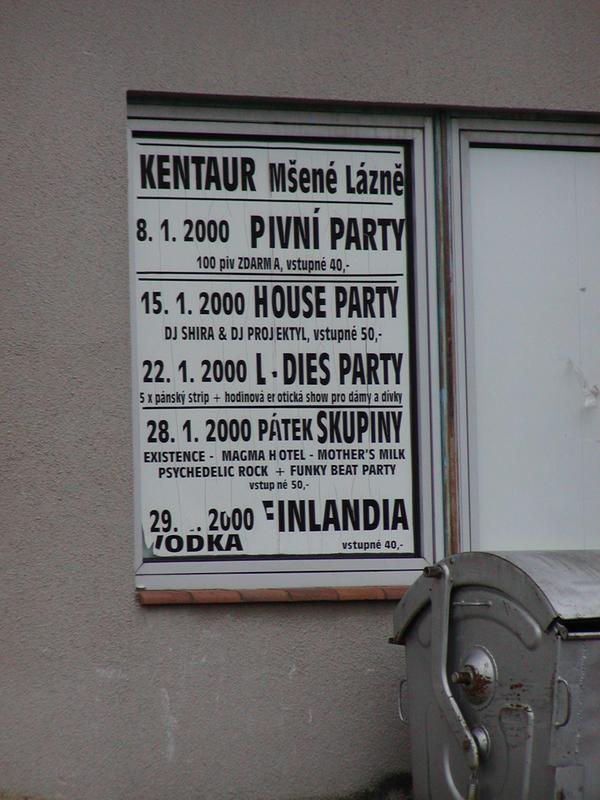 KENTAUR Mšené Lázně
8. 1. 2000 PIVNÍ PARTY
100 piv ZDARMA, vstupné 40,-
15. 1. 2000 HOUSE PARTY
DJ SHIRA & DJ PROJEKTYL, vstupné 50,-
22. 1. 2000 L-DIES PARTY
5 x pánský strip + hodinová erotická show pro dámy a dívky
28. 1. 2000 PÁTEK SKUPINY
EXISTENCE - MAGMA HOTEL - MOTHER'S MILK
PSYCHEDELIC ROCK + FUNKY BEAT PARTY
vstupné 50,-
29. 2000 FINLANDIA
VODKA vstupné 40,-